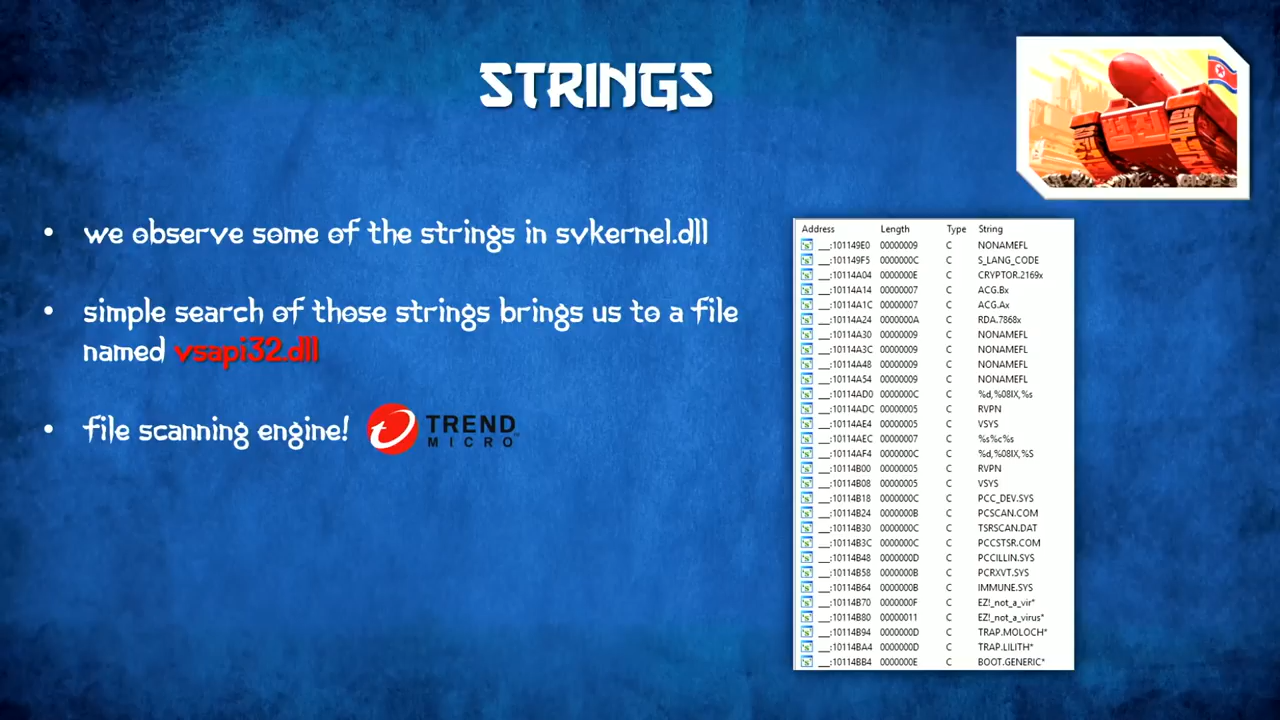 STRINGS
• we observe some of the strings in svkernel.dll
• simple search of those strings brings us to a file
named vsapi32.dll
• file scanning engine! TREND MICRO
Address Length Type String
__:101149E0 00000009 C NONAMEFL
__:101149F5 0000000C C S_LANG_CODE
__:10114A04 0000000E C CRYPTOR.2169x
__:10114A14 00000007 C ACG.Bx
__:10114A1C 00000007 C ACG.Ax
__:10114A24 0000000A C RDA.7868x
__:10114A30 00000009 C NONAMEFL
__:10114A3C 00000009 C NONAMEFL
__:10114A48 00000009 C NONAMEFL
__:10114A54 00000009 C NONAMEFL
__:10114AD0 0000000C C %d,%08lX,%s
__:10114ADC 00000005 C RVPN
__:10114AE4 00000005 C VSYS
__:10114AEC 00000007 C %s%c%s
__:10114AF4 0000000C C %d,%08lX,%S
__:10114B00 00000005 C RVPN
__:10114B08 00000005 C VSYS
__:10114B18 0000000C C PCC_DEV.SYS
__:10114B24 0000000B C PCSCAN.COM
__:10114B30 0000000C C TSRSCAN.DAT
__:10114B3C 0000000C C PCCSTSR.COM
__:10114B48 0000000D C PCCILLIN.SYS
__:10114B58 0000000B C PCRXVT.SYS
__:10114B64 0000000B C IMMUNE.SYS
__:10114B70 0000000F C EZ!_not_a_vir*
__:10114B80 00000011 C EZ!_not_a_virus*
__:10114B94 0000000D C TRAP.MOLOCH*
__:10114BA4 0000000D C TRAP.LILITH*
__:10114BB4 0000000E C BOOT.GENERIC*